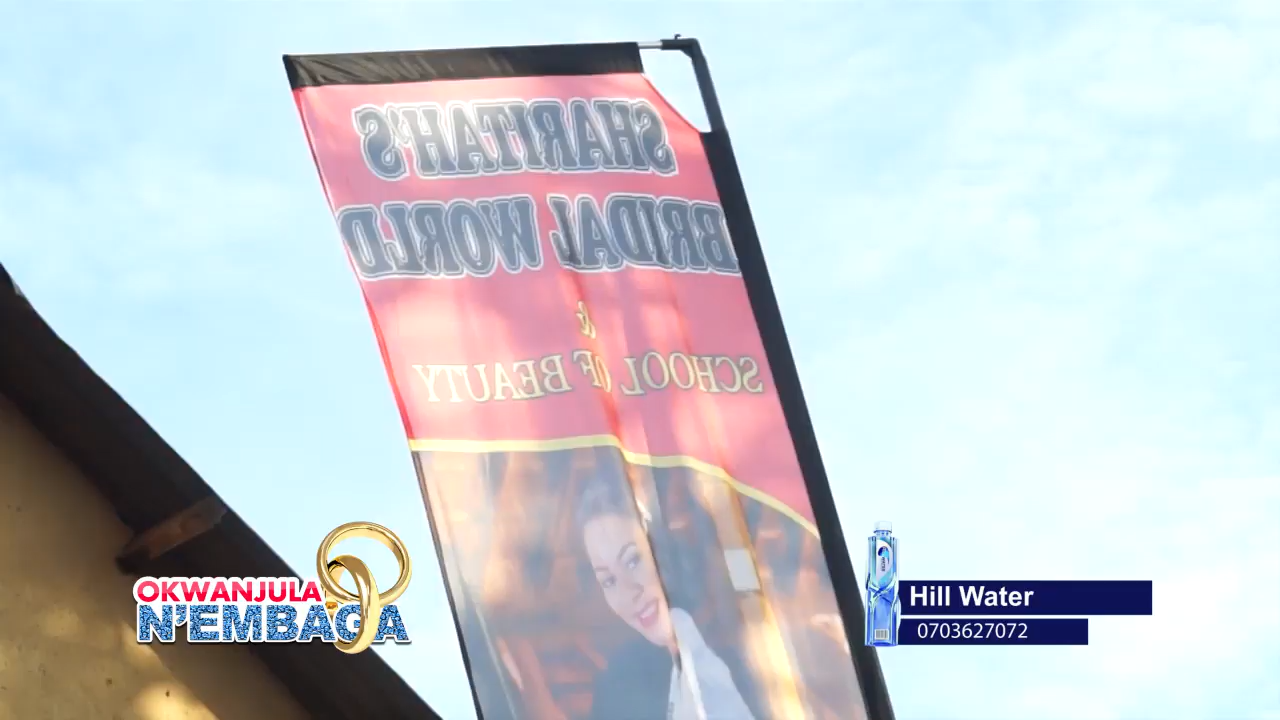 SHARITAH'S
BRIDAL WORLD
&
SCHOOL OF BEAUTY
OKWANJULA
N'EMBAGA
Hill Water
0703627072